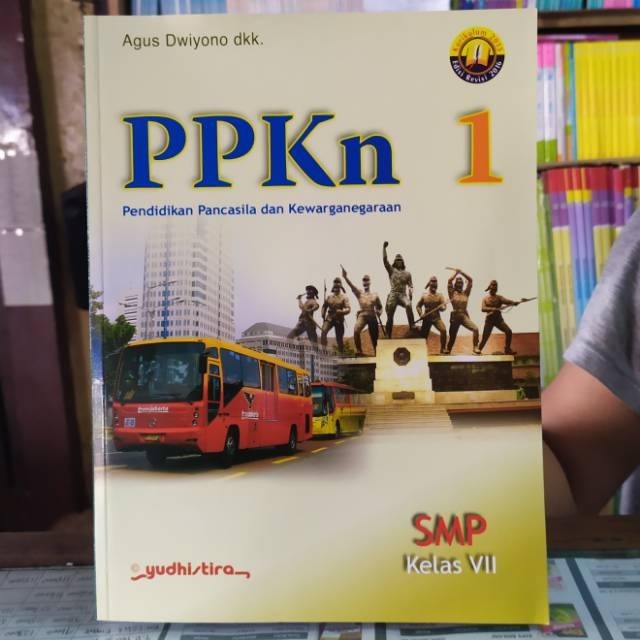 Agus Dwiyono dkk.
Kurikulum 2013
Edisi Revisi 2016
PPKn 1
Pendidikan Pancasila dan Kewarganegaraan
SMP
Kelas VII
yudhistira